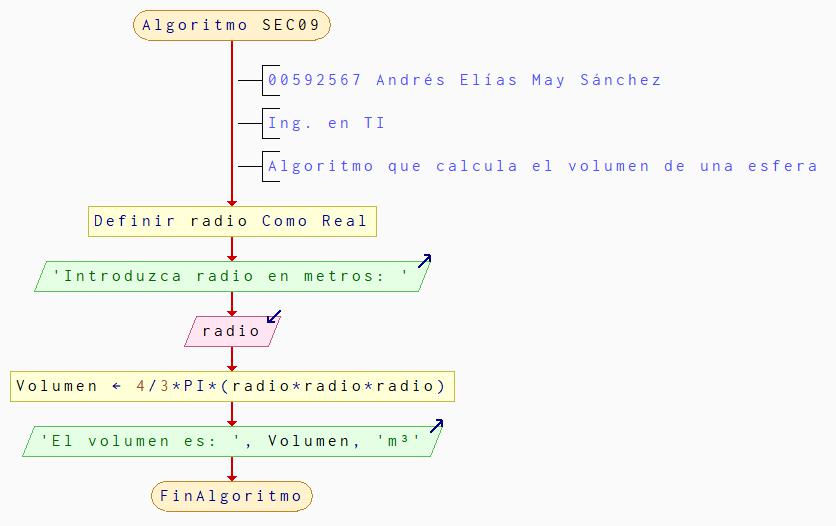 Algoritmo SEC09
00592567 Andrés Elías May Sánchez
Ing. en TI
Algoritmo que calcula el volumen de una esfera
Definir radio Como Real
'Introduzca radio en metros: '
radio
Volumen ← 4/3*PI*(radio*radio*radio)
'El volumen es: ', Volumen, 'm³'
FinAlgoritmo